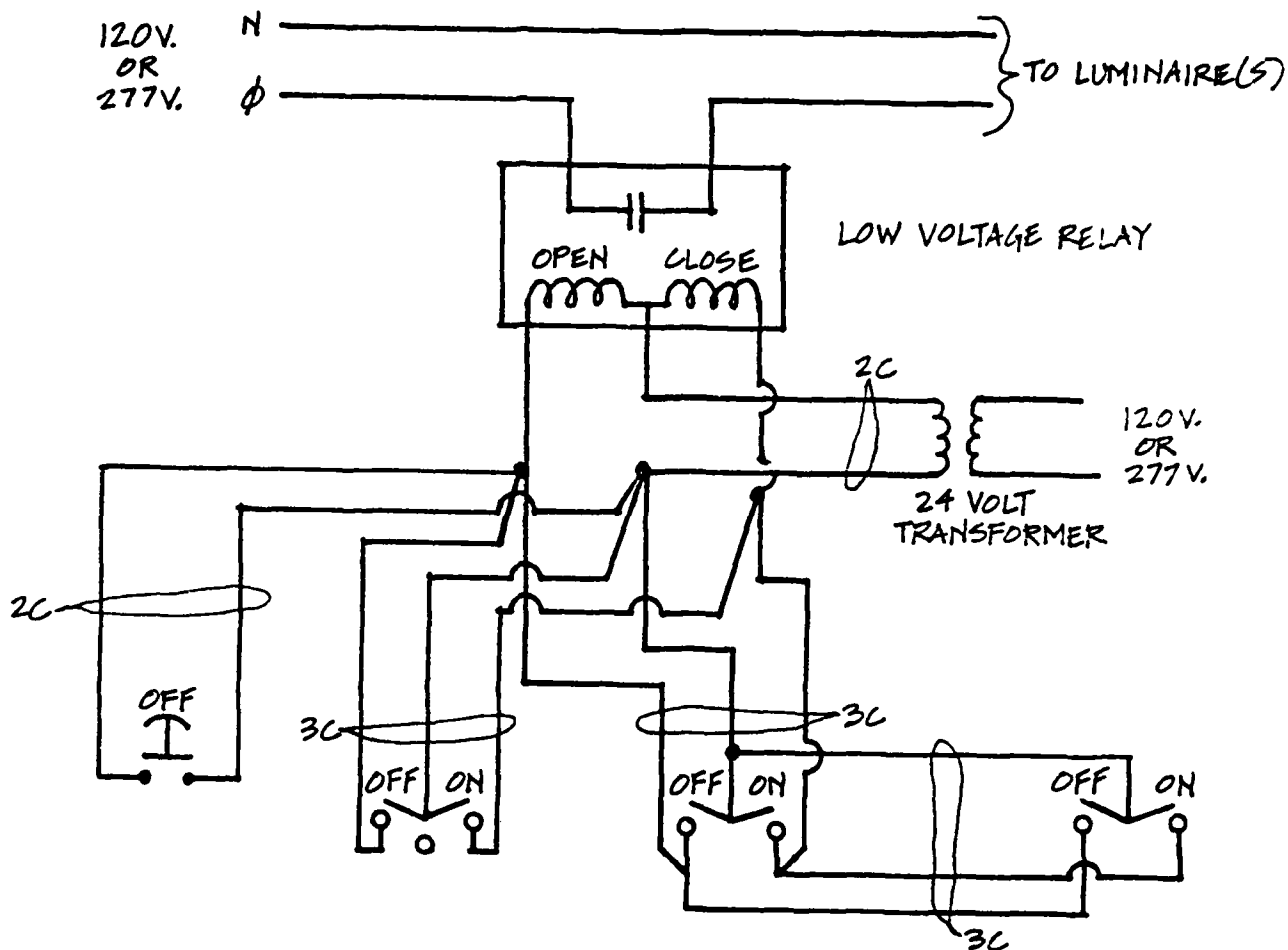 120V.
OR
277V.
N
ϕ
TO LUMINAIRE(S)
LOW VOLTAGE RELAY
OPEN
CLOSE
2C
120V.
OR
277V.
24 VOLT
TRANSFORMER
2C
OFF
3C
OFF ON
3C
OFF ON
OFF ON
3C